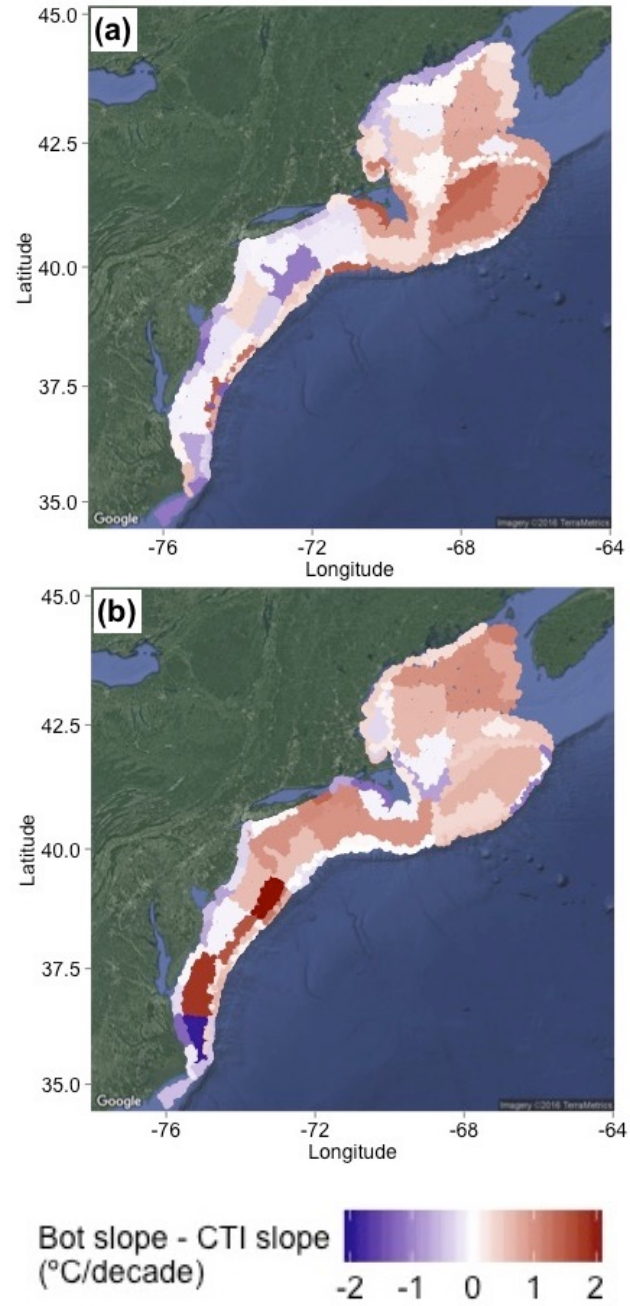 (a)
45.0
42.5
40.0
37.5
35.0
Latitude
Google
Imagery ©2016 TerraMetrics
-76
-72
-68
-64
Longitude
(b)
45.0
42.5
40.0
37.5
35.0
Latitude
Google
Imagery ©2016 TerraMetrics
-76
-72
-68
-64
Longitude
Bot slope - CTI slope
(°C/decade)
-2 -1 0 1 2